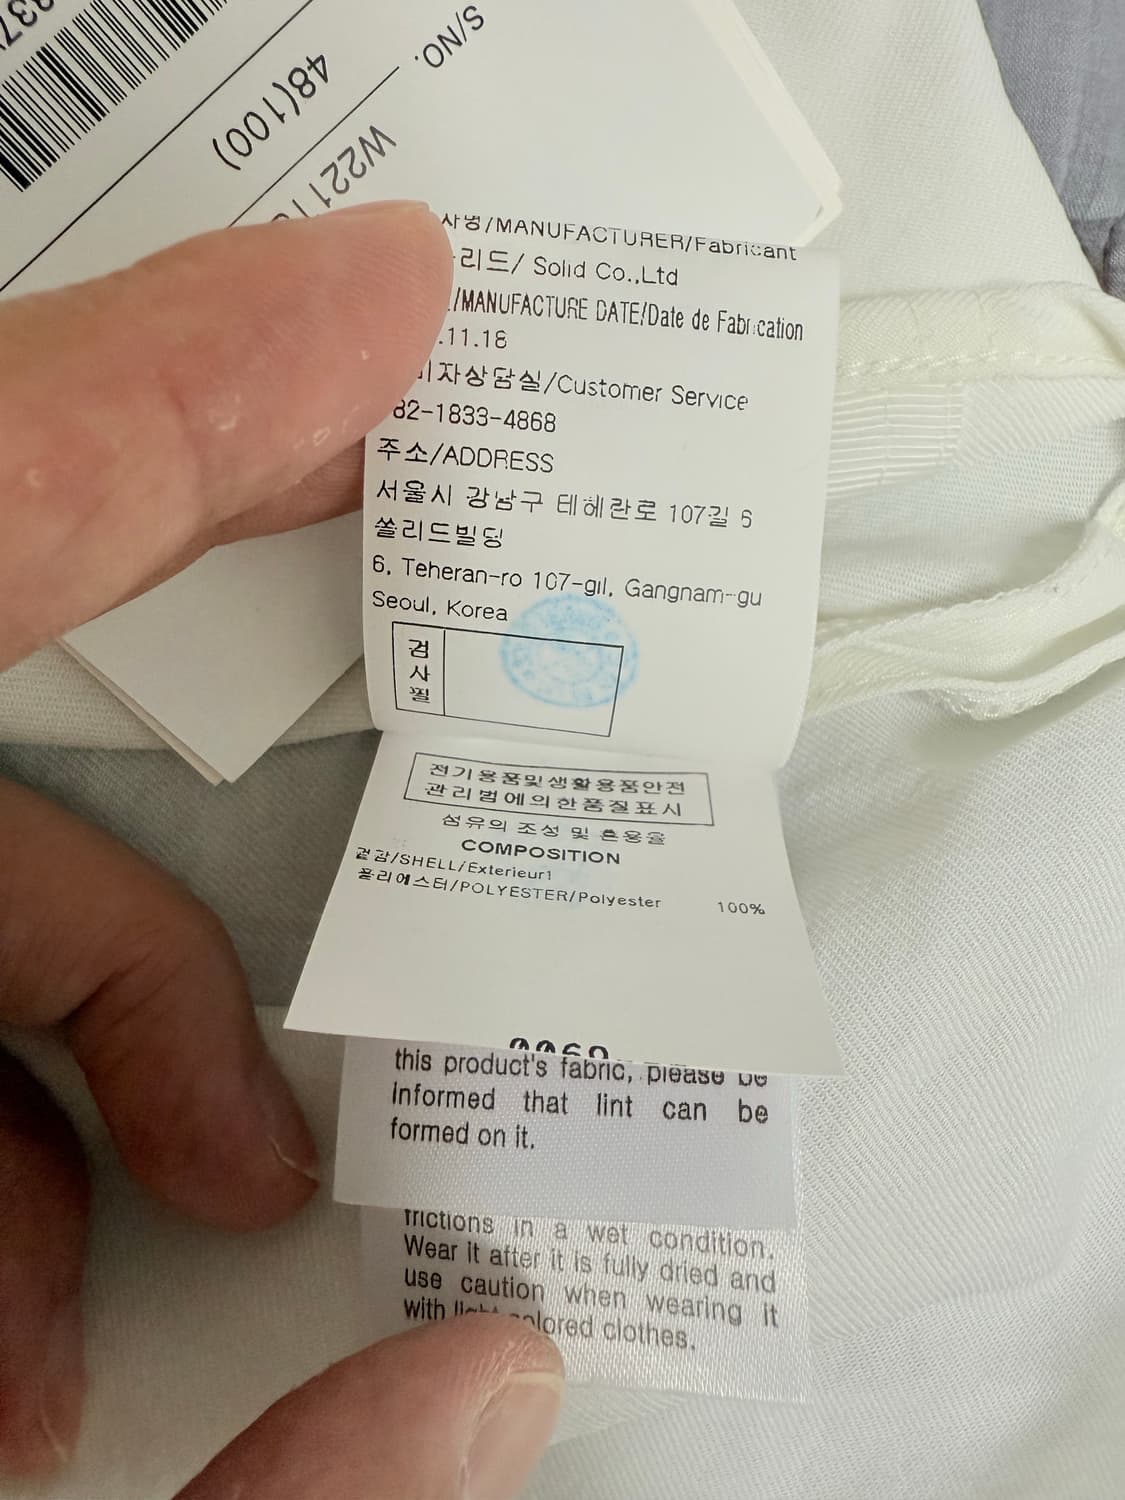 S/NO.
48(100)
사명/MANUFACTURER/Fabricant
리드/ Solid Co.,Ltd
/MANUFACTURE DATE/Date de Fabrication
.11.18
자상담실/Customer Service
82-1833-4868
주소/ADDRESS
서울시 강남구 테헤란로 107길 6
쏠리드빌딩
6, Teheran-ro 107-gil, Gangnam-gu
Seoul, Korea
검
사
필
전기용품및생활용품안전
관리법에의한품질표시
섬유의 조성 및 혼용율
COMPOSITION
겉감/SHELL/Exterieur1
폴리에스터/POLYESTER/Polyester 100%
this product's fabric, please be
informed that lint can be
formed on it.
frictions in a wet condition.
Wear it after it is fully dried and
use caution when wearing it
with colored clothes.